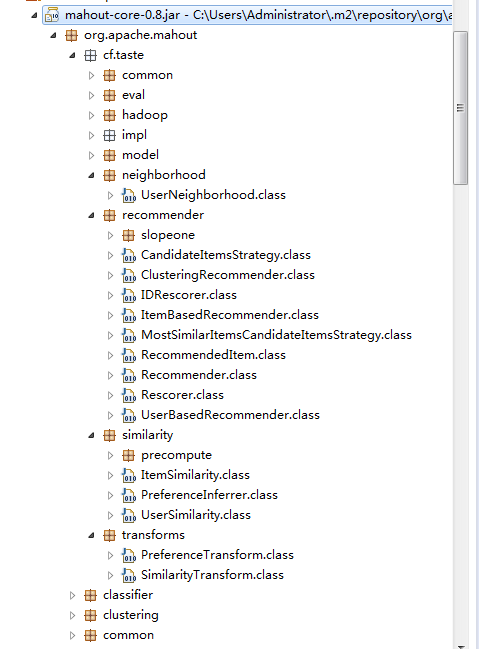 mahout-core-0.8.jar - C:\Users\Administrator\.m2\repository\org\a
org.apache.mahout
cf.taste
common
eval
hadoop
impl
model
neighborhood
UserNeighborhood.class
recommender
slopeone
CandidateItemsStrategy.class
ClusteringRecommender.class
IDRescorer.class
ItemBasedRecommender.class
MostSimilarItemsCandidateItemsStrategy.class
RecommendedItem.class
Recommender.class
Rescorer.class
UserBasedRecommender.class
similarity
precompute
ItemSimilarity.class
PreferenceInferrer.class
UserSimilarity.class
transforms
PreferenceTransform.class
SimilarityTransform.class
classifier
clustering
common